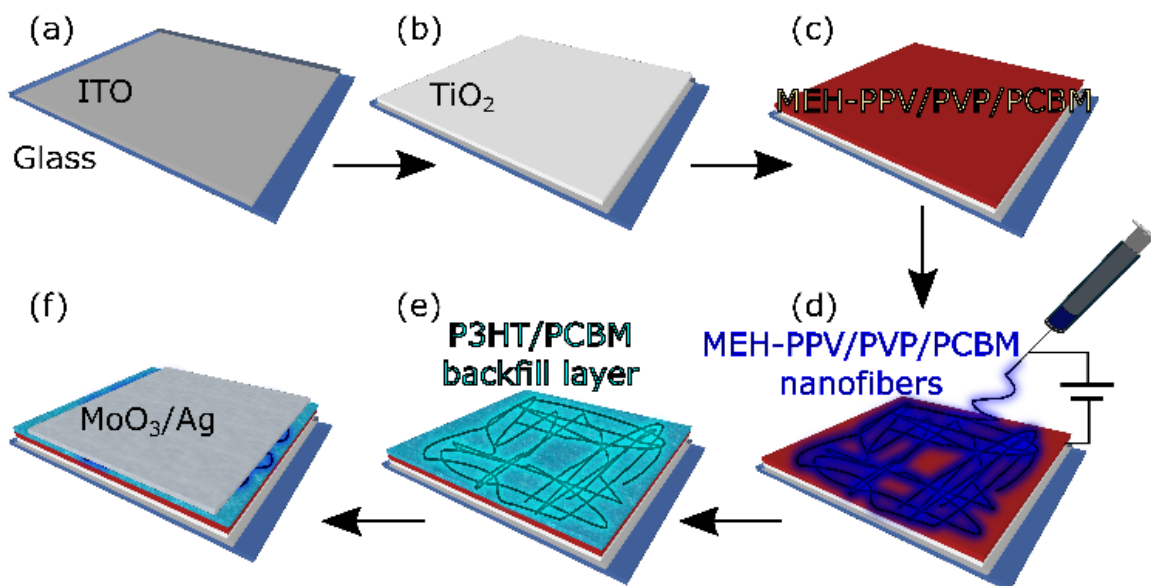 (a)
ITO
Glass
(b)
TiO₂
(c)
MEH-PPV/PVP/PCBM
(d)
MEH-PPV/PVP/PCBM
nanofibers
(e)
P3HT/PCBM
backfill layer
(f)
MoO₃/Ag